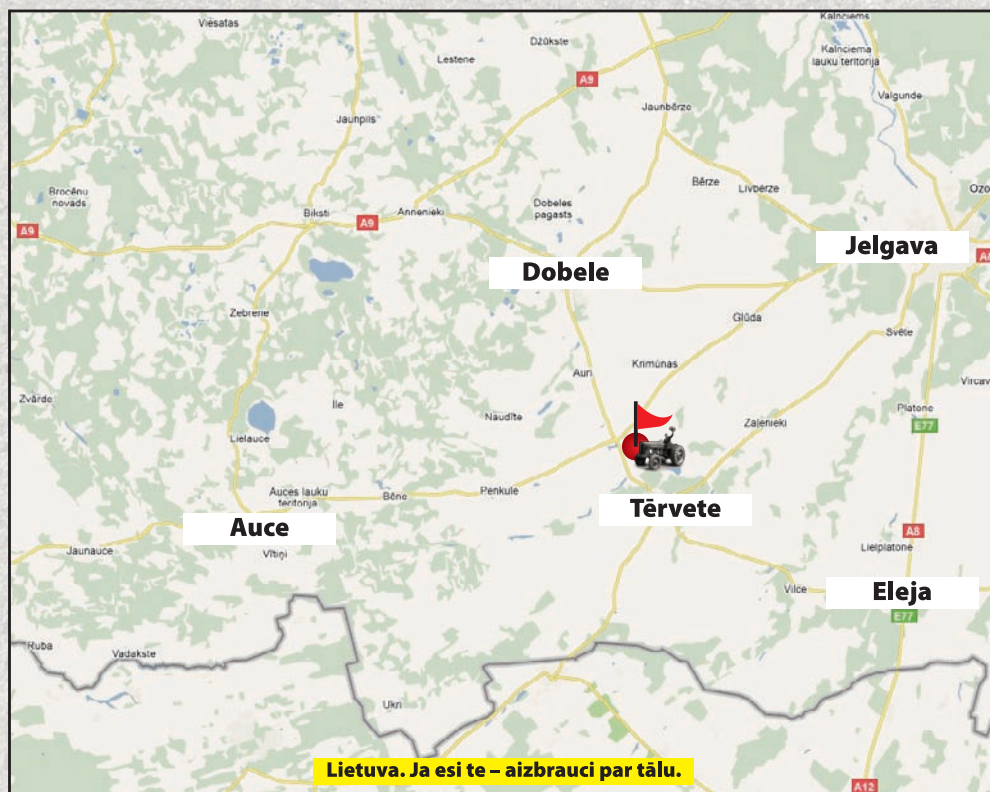 Viesatas
Kalnciems
Džūkste
Lestene
Kalnciema
lauku teritorija
A9
Valgunde
Jaunbērze
Jaunpils
Bērze
Līvbērze
Ozo
Brocēnu
novads
Dobeles
pagasts
Annenieki
Biksti
A9
A9
Jelgava
A8
Dobele
Zebrene
Glūda
Svēte
Krimūnas
Auri
Vircav
Zvārde
Īle
Naudīte
Platone
Zaļenieki
E77
Lielauce
Penkule
Auces lauku
teritorija
Bēne
Tērvete
Auce
A8
Jaunauce
Vītiņi
Lielplatone
Vilce
Eleja
E77
Ruba
Vadakste
Ukri
Lietuva. Ja esi te – aizbrauci par tālu.
A12